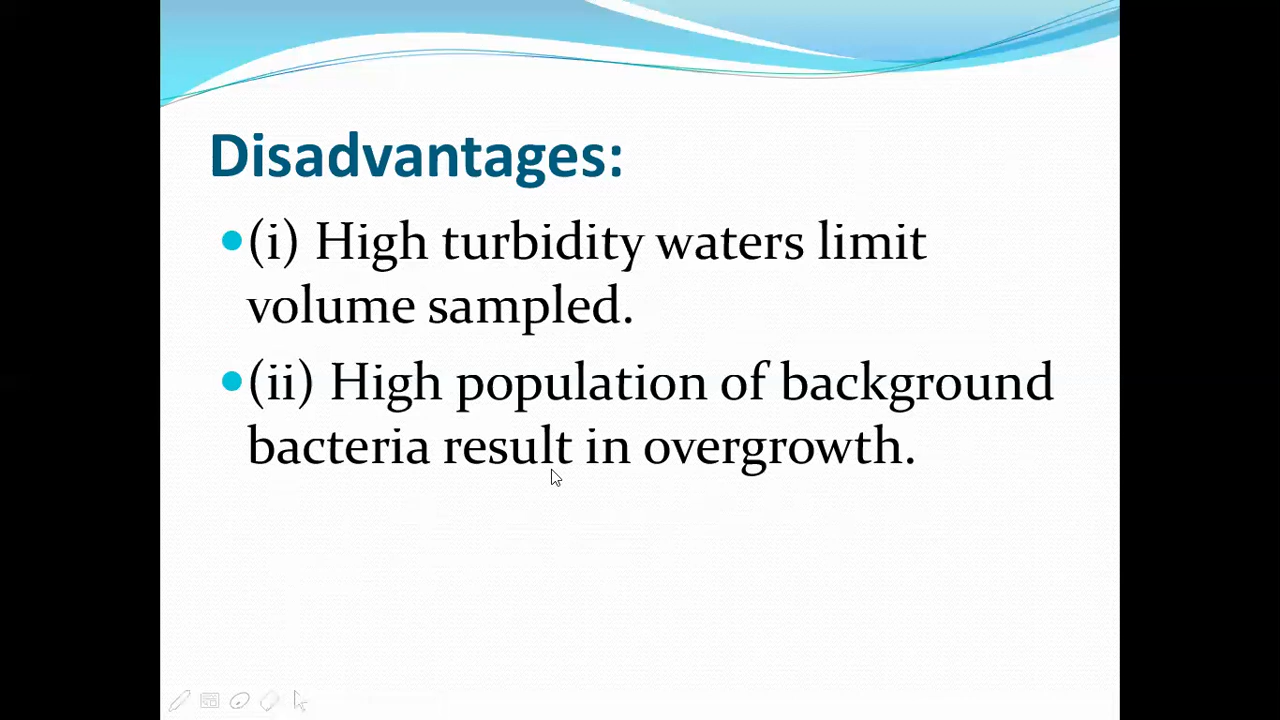 Disadvantages:
•(i) High turbidity waters limit
volume sampled.
•(ii) High population of background
bacteria result in overgrowth.